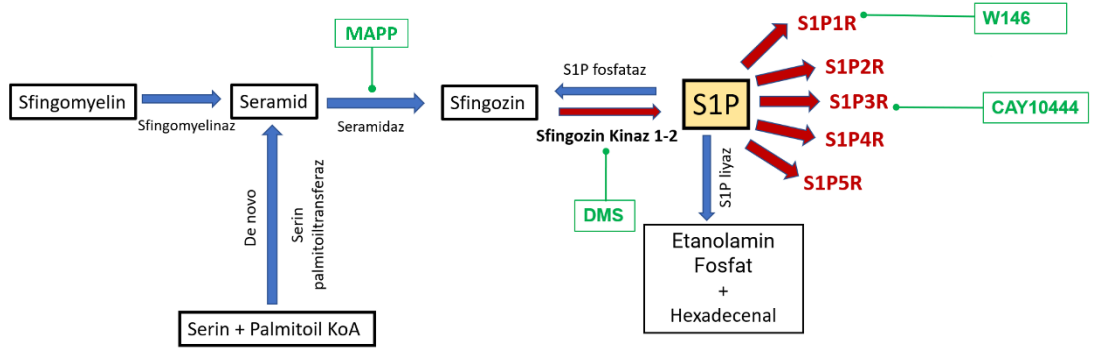 MAPP
Sfingomyelin
Sfingomyelinaz
Seramid
Seramidaz
Sfingozin
S1P fosfataz
Sfingozin Kinaz 1-2
DMS
S1P
S1P1R
S1P2R
S1P3R
S1P4R
S1P5R
W146
CAY10444
S1P liyaz
Etanolamin
Fosfat
+
Hexadecenal
De novo
Serin
palmitoiltransferaz
Serin + Palmitoil KoA